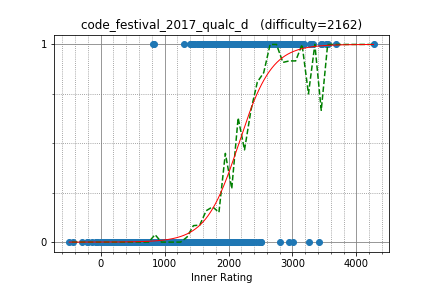 code_festival_2017_qualc_d (difficulty=2162)
1
0
0 1000 2000 3000 4000
Inner Rating